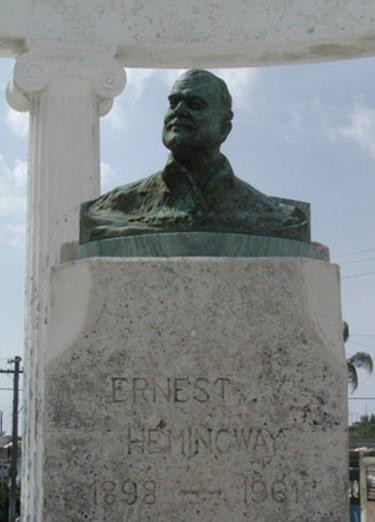 ERNEST
HEMINGWAY
1898 — 1961